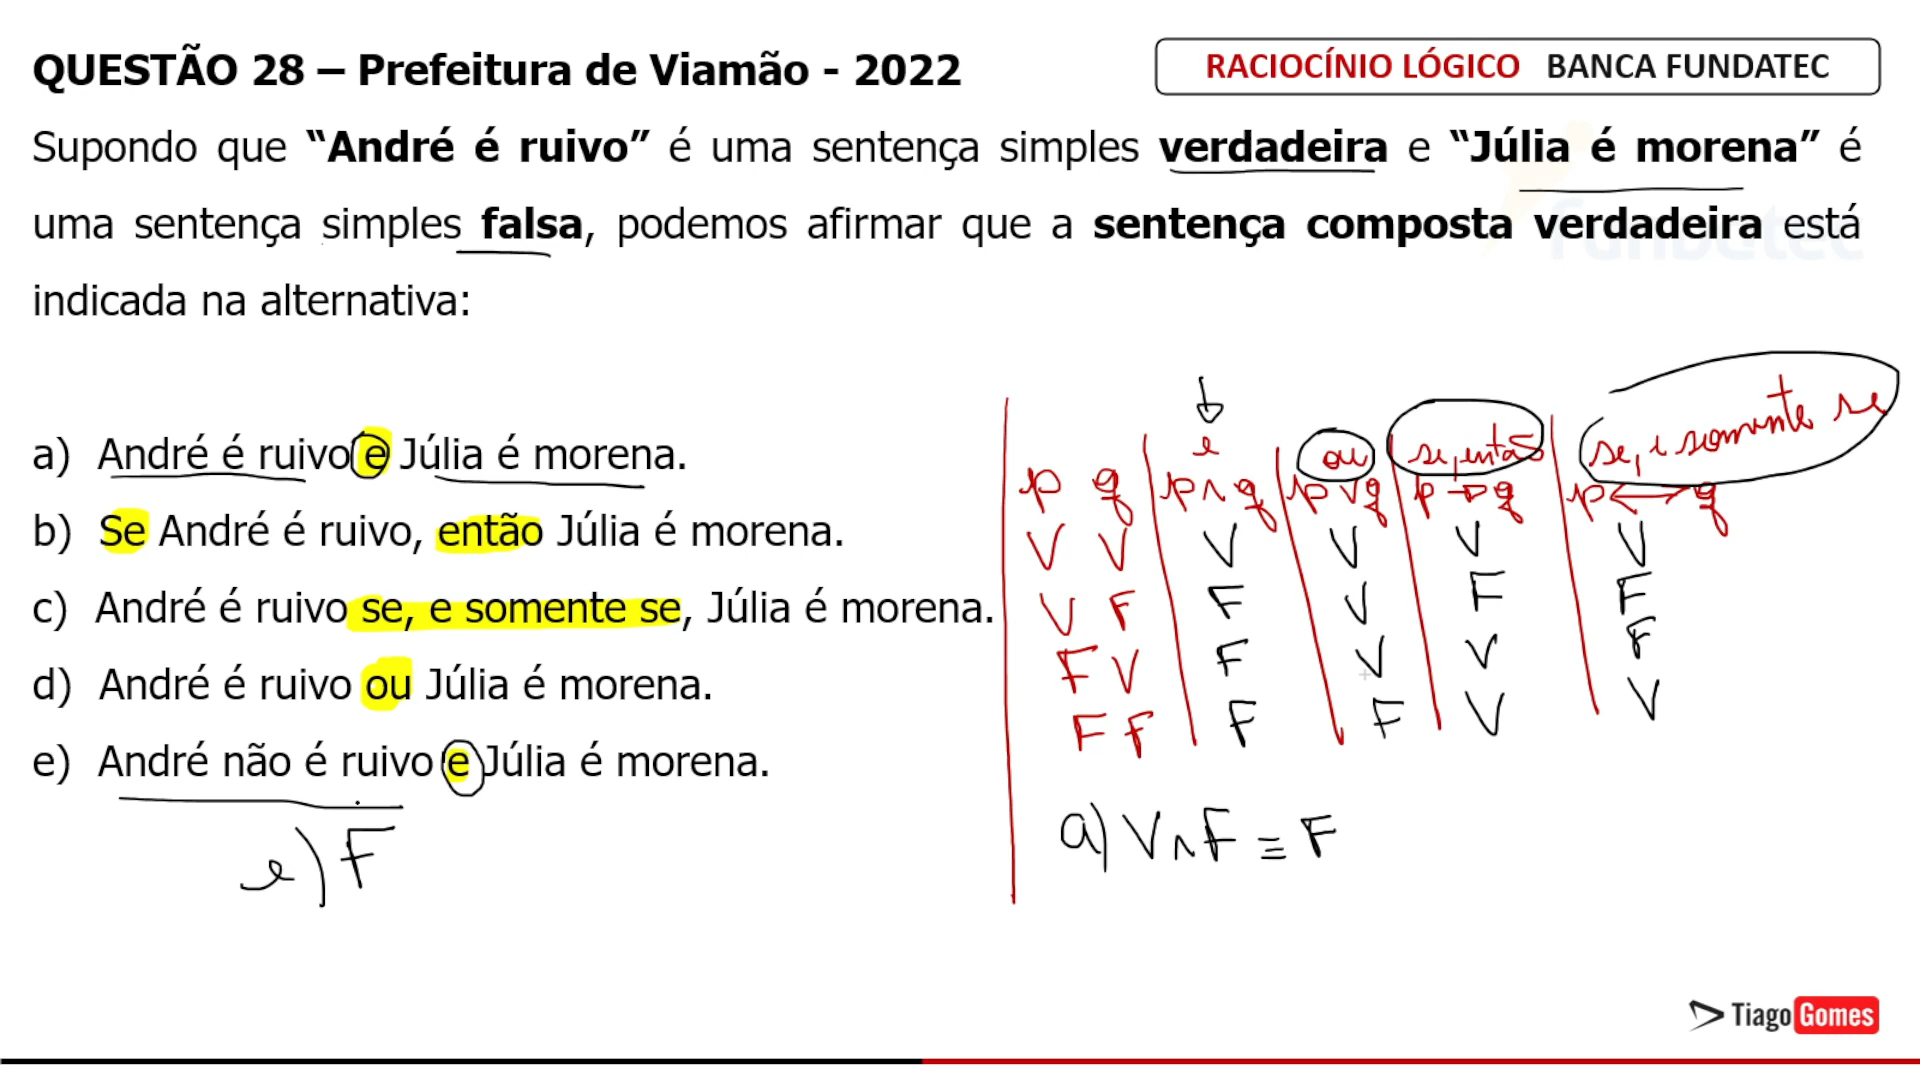 QUESTÃO 28 – Prefeitura de Viamão - 2022
RACIOCÍNIO LÓGICO BANCA FUNDATEC
Supondo que “André é ruivo” é uma sentença simples verdadeira e “Júlia é morena” é
uma sentença simples falsa, podemos afirmar que a sentença composta verdadeira está
indicada na alternativa:
a) André é ruivo e Júlia é morena.
b) Se André é ruivo, então Júlia é morena.
c) André é ruivo se, e somente se, Júlia é morena.
d) André é ruivo ou Júlia é morena.
e) André não é ruivo e Júlia é morena.
e) F
e ou se, então se, e somente se
p q p ∧ q p ∨ q p → q p ↔ q
V V V V V V
V F F V F F
F V F V V F
F F F F V V
a) V ∧ F ≡ F
fundatec
Tiago Gomes